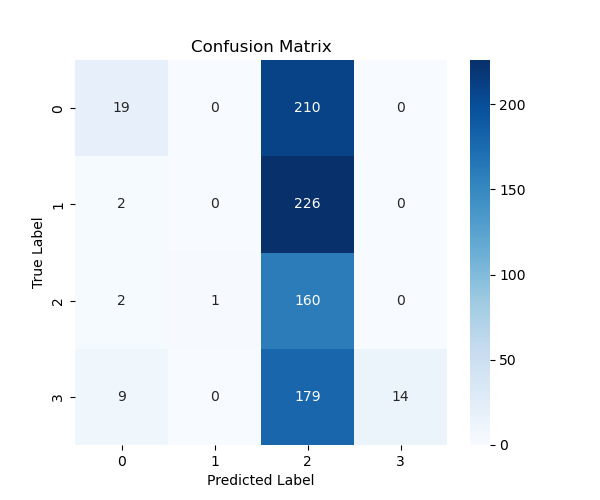 Confusion Matrix
0 19 0 210 0
1 2 0 226 0
2 2 1 160 0
3 9 0 179 14
0 1 2 3
True Label
Predicted Label
200
150
100
50
0